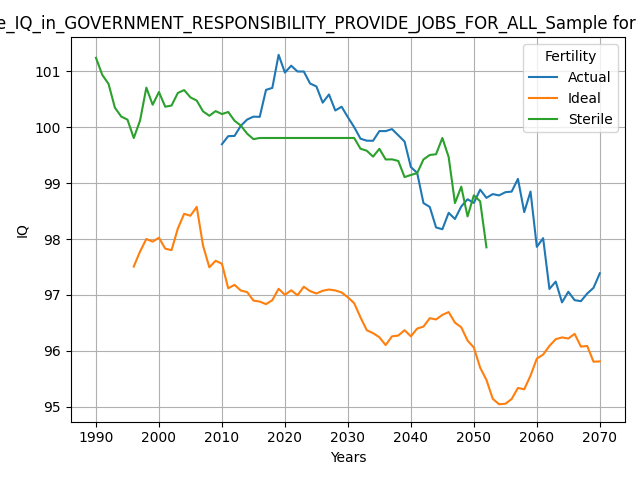 e_IQ_in_GOVERNMENT_RESPONSIBILITY_PROVIDE_JOBS_FOR_ALL_Sample for
Fertility
Actual
Ideal
Sterile
IQ
101
100
99
98
97
96
95
1990 2000 2010 2020 2030 2040 2050 2060 2070
Years